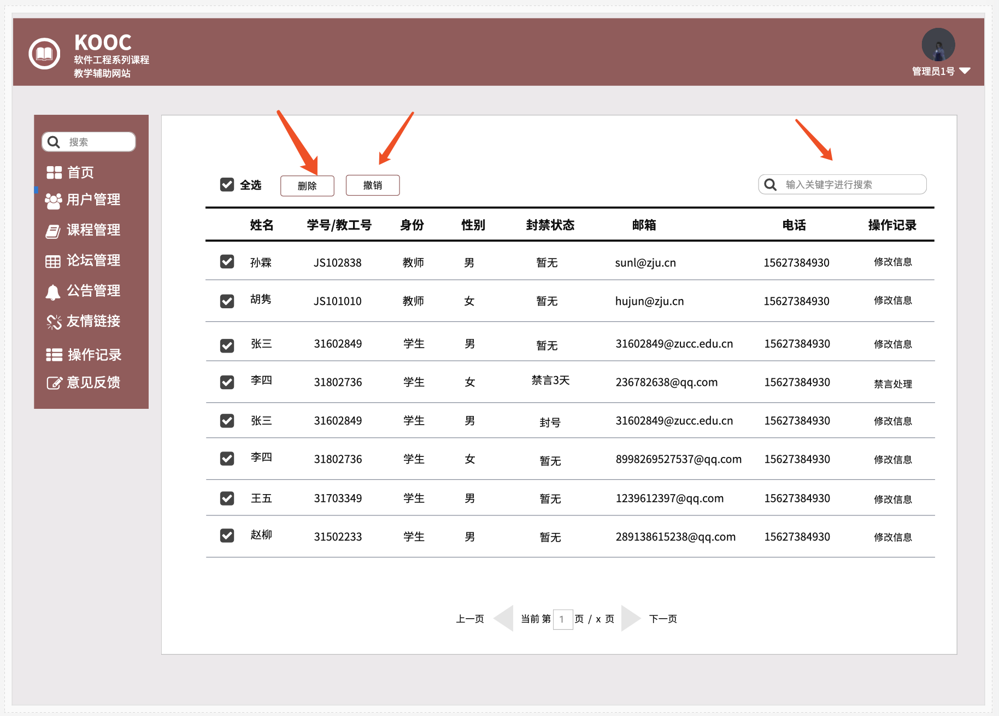 KOOC
软件工程系列课程
教学辅助网站
管理员1号
搜索
首页
用户管理
课程管理
论坛管理
公告管理
友情链接
操作记录
意见反馈
全选 删除 撤销 输入关键字进行搜索
姓名 学号/教工号 身份 性别 封禁状态 邮箱 电话 操作记录
孙霖 JS102838 教师 男 暂无 sunl@zju.cn 15627384930 修改信息
胡隽 JS101010 教师 女 暂无 hujun@zju.cn 15627384930 修改信息
张三 31602849 学生 男 暂无 31602849@zucc.edu.cn 15627384930 修改信息
李四 31802736 学生 女 禁言3天 236782638@qq.com 15627384930 禁言处理
张三 31602849 学生 男 封号 31602849@zucc.edu.cn 15627384930 修改信息
李四 31802736 学生 女 暂无 8998269527537@qq.com 15627384930 修改信息
王五 31703349 学生 男 暂无 1239612397@qq.com 15627384930 修改信息
赵柳 31502233 学生 男 暂无 289138615238@qq.com 15627384930 修改信息
上一页 当前 第 1 页 / x 页 下一页